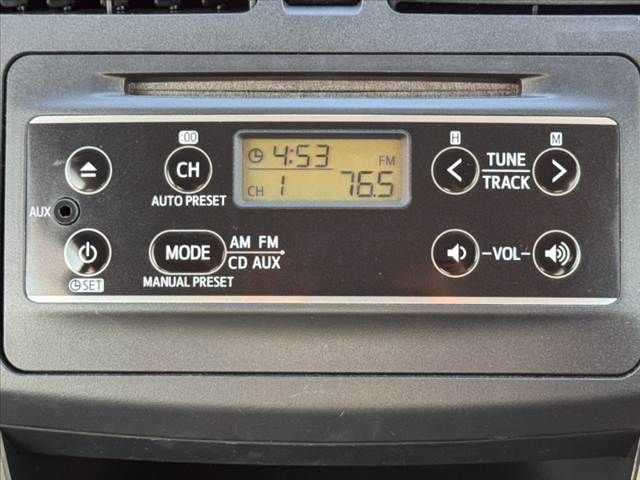 :00
CH
AUTO PRESET
4:53
FM
CH 1 76.5
H
M
TUNE
TRACK
AUX
SET
MODE
AM FM
CD AUX
MANUAL PRESET
VOL